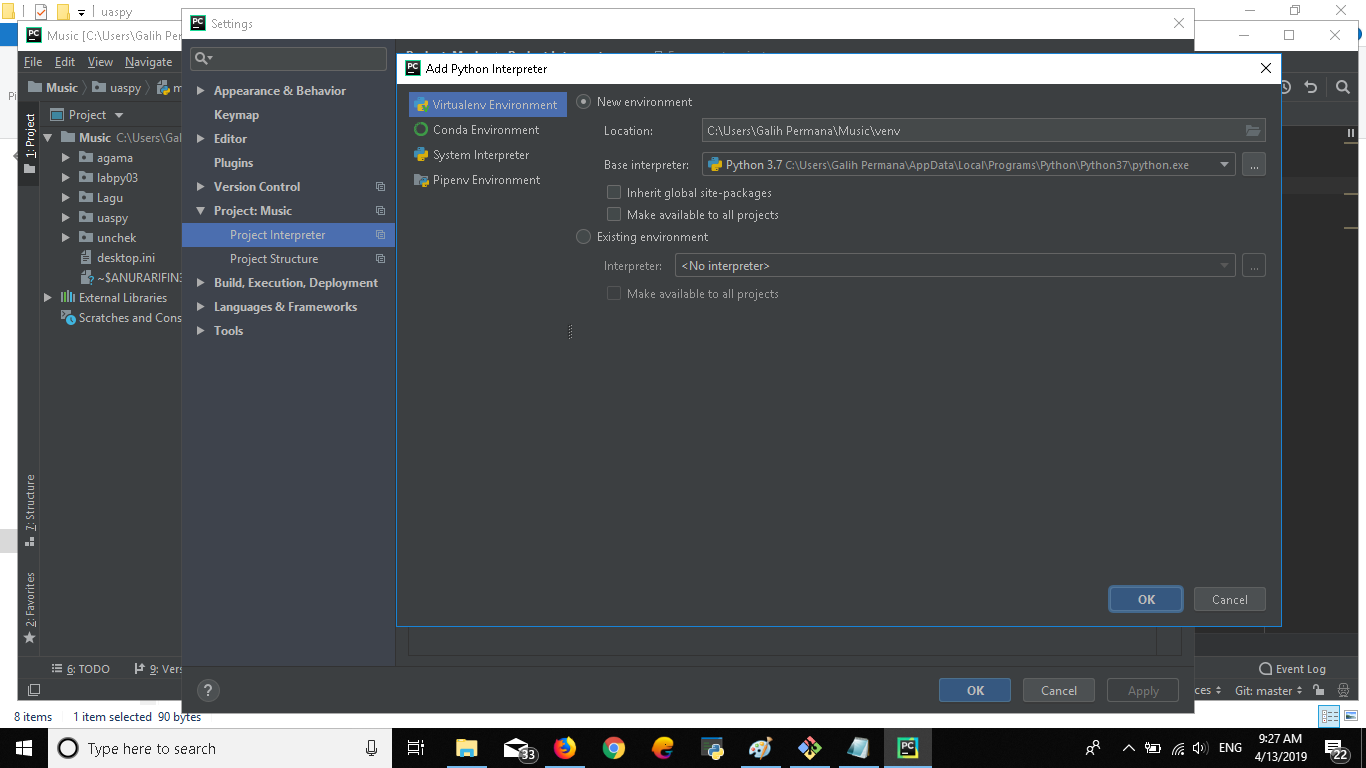 uaspy
Music [C:\Users\Galih Per
File Edit View Navigate
Music uaspy m
1: Project
Project
Music C:\Users\Gal
agama
labpy03
Lagu
uaspy
unchek
desktop.ini
~$ANURARIFIN3
External Libraries
Scratches and Cons
7: Structure
2: Favorites
6: TODO 9: Vers
8 items 1 item selected 90 bytes
Settings
Appearance & Behavior
Keymap
Editor
Plugins
Version Control
Project: Music
Project Interpreter
Project Structure
Build, Execution, Deployment
Languages & Frameworks
Tools
?
OK Cancel Apply
PC Add Python Interpreter
Virtualenv Environment
Conda Environment
System Interpreter
Pipenv Environment
New environment
Location: C:\Users\Galih Permana\Music\venv
Base interpreter: Python 3.7 C:\Users\Galih Permana\AppData\Local\Programs\Python\Python37\python.exe ...
Inherit global site-packages
Make available to all projects
Existing environment
Interpreter: <No interpreter> ...
Make available to all projects
OK Cancel
Event Log
ces Git: master
Type here to search
33
PC
ENG
9:27 AM
4/13/2019
22